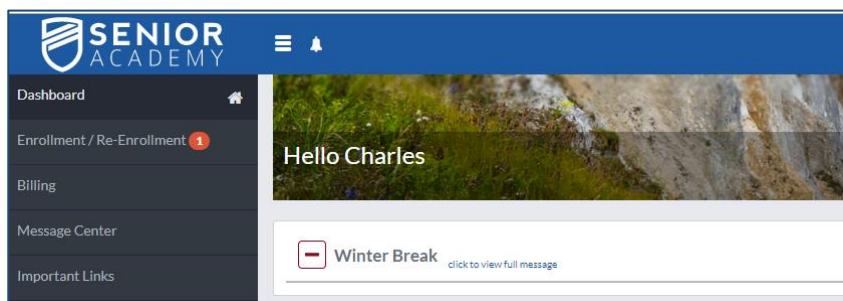 SENIOR
ACADEMY
Dashboard
Enrollment / Re-Enrollment 1
Billing
Message Center
Important Links
Hello Charles
Winter Break click to view full message